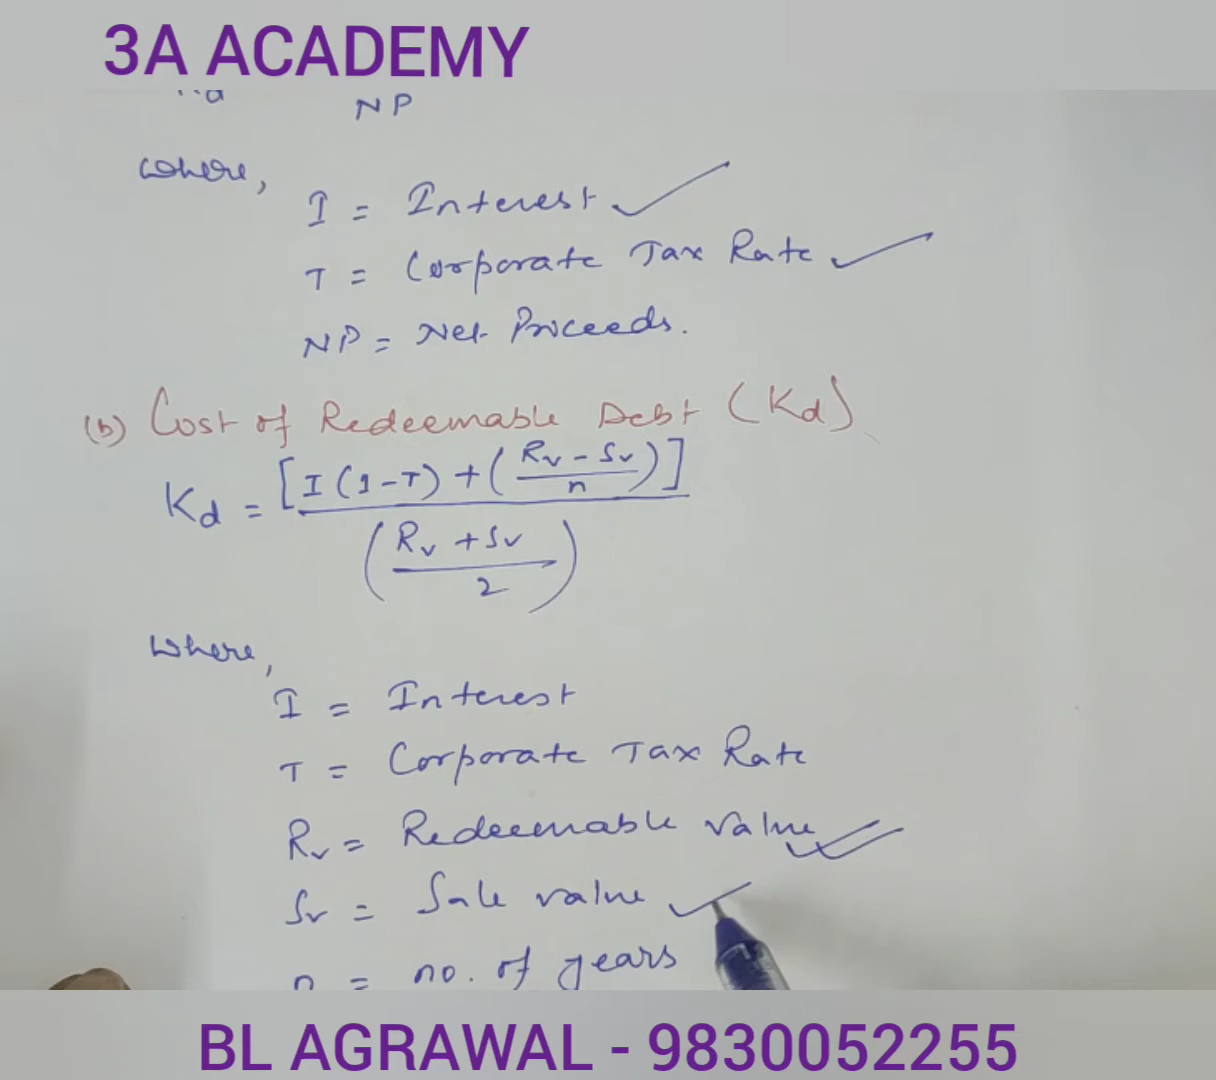 3A ACADEMY
NP
where,
I = Interest
T = Corporate Tax Rate
NP = Net Proceeds.
(b) Cost of Redeemable Debt (Kd)
Kd = [I(1-T) + (Rv - Sv / n)] / (Rv + Sv / 2)
Where,
I = Interest
T = Corporate Tax Rate
Rv = Redeemable Value
Sv = Sale value
n = no. of years
BL AGRAWAL - 9830052255